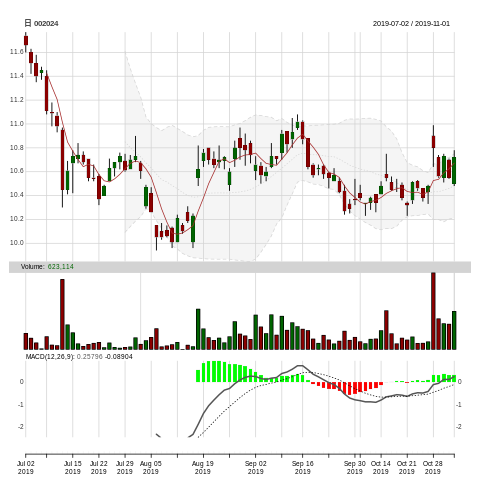 日 002024 2019-07-02 / 2019-11-01
11.6
11.4
11.2
11.0
10.8
10.6
10.4
10.2
10.0
Volume: 623,114
MACD(12,26,9): 0.25796 -0.08904
0 0
-1 -1
-2 -2
Jul 02 Jul 15 Jul 22 Jul 29 Aug 05 Aug 19 Sep 02 Sep 16 Sep 30 Oct 14 Oct 21 Oct 28
2019 2019 2019 2019 2019 2019 2019 2019 2019 2019 2019 2019